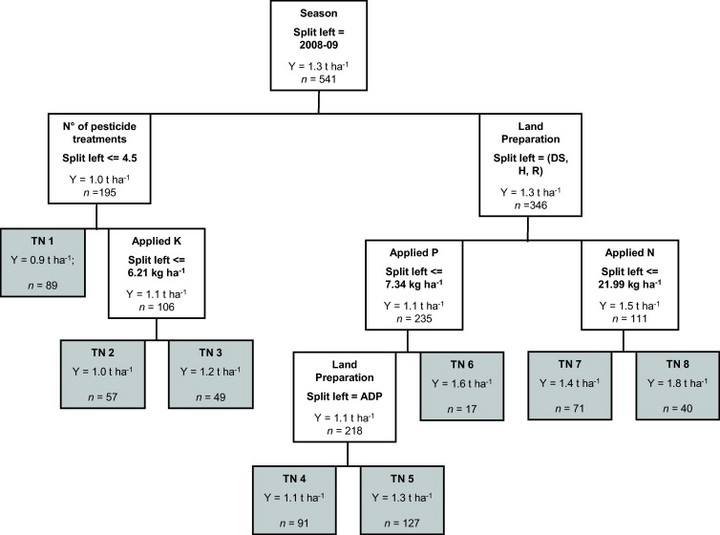 Season
Split left =
2008-09
Y = 1.3 t ha⁻¹
n = 541
N° of pesticide
treatments
Split left <= 4.5
Y = 1.0 t ha⁻¹
n =195
Land
Preparation
Split left = (DS,
H, R)
Y = 1.3 t ha⁻¹
n =346
TN 1
Y = 0.9 t ha⁻¹;
n = 89
Applied K
Split left <=
6.21 kg ha⁻¹
Y = 1.1 t ha⁻¹
n = 106
Applied P
Split left <=
7.34 kg ha⁻¹
Y = 1.1 t ha⁻¹
n = 235
Applied N
Split left <=
21.99 kg ha⁻¹
Y = 1.5 t ha⁻¹
n = 111
TN 2
Y = 1.0 t ha⁻¹
n = 57
TN 3
Y = 1.2 t ha⁻¹
n = 49
Land
Preparation
Split left = ADP
Y = 1.1 t ha⁻¹
n = 218
TN 6
Y = 1.6 t ha⁻¹
n = 17
TN 7
Y = 1.4 t ha⁻¹
n = 71
TN 8
Y = 1.8 t ha⁻¹
n = 40
TN 4
Y = 1.1 t ha⁻¹
n = 91
TN 5
Y = 1.3 t ha⁻¹
n = 127